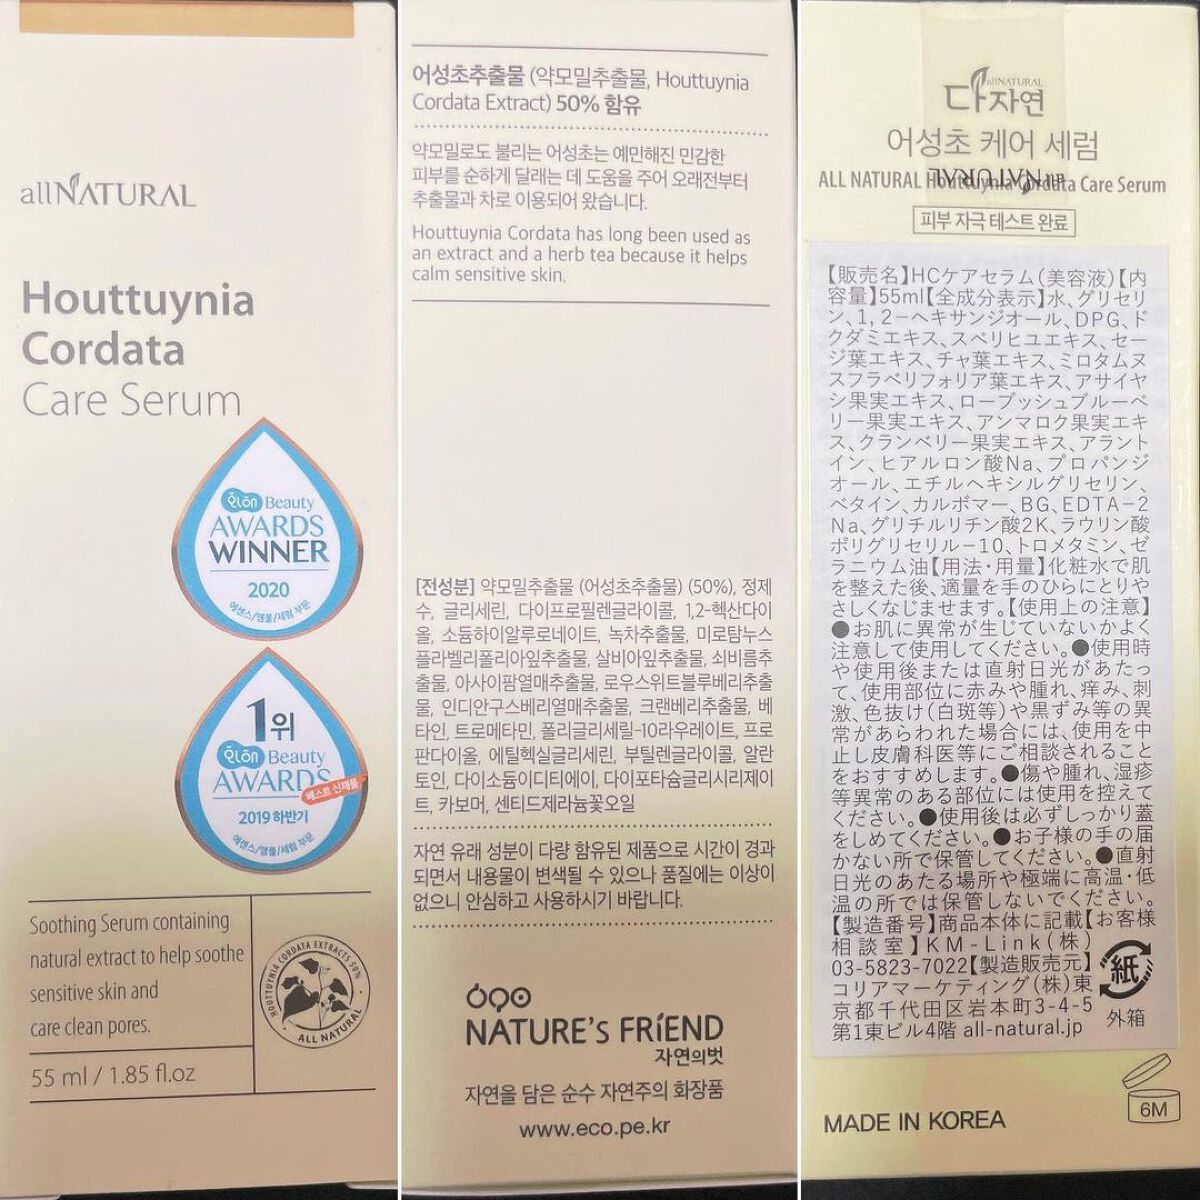 allNATURAL
Houttuynia
Cordata
Care Serum
화해 Beauty
AWARDS
WINNER
2020
에센스/앰플/세럼 부문
1위
화해 Beauty
AWARDS
베스트 신제품
2019 하반기
에센스/앰플/세럼 부문
Soothing Serum containing
natural extract to help soothe
sensitive skin and
care clean pores.
HOUTTUYNIA CORDATA EXTRACTS 50%
ALL NATURAL
55 ml / 1.85 fl.oz
어성초추출물 (약모밀추출물, Houttuynia
Cordata Extract) 50% 함유
약모밀로도 불리는 어성초는 예민해진 민감한
피부를 순하게 달래는 데 도움을 주어 오래전부터
추출물과 차로 이용되어 왔습니다.
Houttuynia Cordata has long been used as
an extract and a herb tea because it helps
calm sensitive skin.
[전성분] 약모밀추출물 (어성초추출물) (50%), 정제
수, 글리세린, 다이프로필렌글라이콜, 1,2-헥산다이
올, 소듐하이알루로네이트, 녹차추출물, 미로탐누스
플라벨리폴리아잎추출물, 살비아잎추출물, 쇠비름추
출물, 아사이팜열매추출물, 로우스위트블루베리추출
물, 인디안구스베리열매추출물, 크랜베리추출물, 베
타인, 트로메타민, 폴리글리세릴-10라우레이트, 프로
판다이올, 에틸헥실글리세린, 부틸렌글라이콜, 알란
토인, 다이소듐이디티에이, 다이포타슘글리시리제이
트, 카보머, 센티드제라늄꽃오일
자연 유래 성분이 다량 함유된 제품으로 시간이 경과
되면서 내용물이 변색될 수 있으나 품질에는 이상이
없으니 안심하고 사용하시기 바랍니다.
NATURE's FRiEND
자연의벗
자연을 담은 순수 자연주의 화장품
www.eco.pe.kr
allNATURAL
다자연
어성초 케어 세럼
allNATURAL
ALL NATURAL Houttuynia Cordata Care Serum
피부 자극 테스트 완료
【販売名】HCケアセラム(美容液)【内
容量】55ml【全成分表示】水、グリセリ
ン、1,2-ヘキサンジオール、DPG、ド
クダミエキス、スベリヒユエキス、セー
ジ葉エキス、チャ葉エキス、ミロタムヌ
スフラベリフォリア葉エキス、アサイヤ
シ果実エキス、ローブッシュブルーベ
リー果実エキス、アンマロク果実エキ
ス、クランベリー果実エキス、アラント
イン、ヒアルロン酸Na、プロパンジ
オール、エチルヘキシルグリセリン、
ベタイン、カルボマー、BG、EDTA-2
Na、グリチルリチン酸2K、ラウリン酸
ポリグリセリル-10、トロメタミン、ゼ
ラニウム油【用法・用量】化粧水で肌
を整えた後、適量を手のひらにとりや
さしくなじませます。【使用上の注意】
●お肌に異常が生じていないかよく
注意して使用してください。●使用時
や使用後または直射日光があたっ
て、使用部位に赤みや腫れ、痒み、刺
激、色抜け(白斑等)や黒ずみ等の異
常があらわれた場合には、使用を中
止し皮膚科医等にご相談されること
をおすすめします。●傷や腫れ、湿疹
等異常のある部位には使用を控えて
ください。●使用後は必ずしっかり蓋
をしめてください。●お子様の手の届
かない所で保管してください。●直射
日光のあたる場所や極端に高温・低
温の所では保管しないでください。
【製造番号】商品本体に記載【お客様
相談室】KM-Link(株)
03-5823-7022【製造販売元】
コリアマーケティング(株)東
京都千代田区岩本町3-4-5
第1東ビル4階 all-natural.jp
紙
外箱
6M
MADE IN KOREA